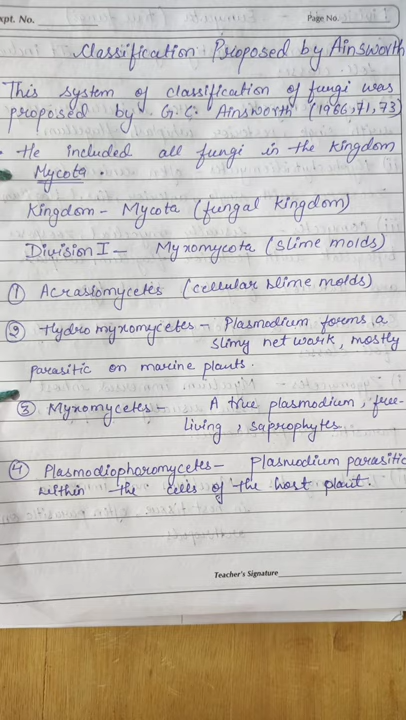 xpt. No.
Page No.
Classification Proposed by Ainsworth
This system of classification of fungi was
proposed by G.C. Ainsworth (1966,71,73)
He included all fungi in the kingdom
Mycota.
Kingdom - Mycota (fungal kingdom)
Division I - Myxomycota (slime molds)
① Acrasiomycetes (cellular slime molds)
② Hydromyxomycetes - Plasmodium forms a
slimy net work, mostly
parasitic on marine plants.
③ Myxomycetes - A true plasmodium, free-
living, saprophytes.
④ Plasmodiophoromycetes - Plasmodium parasitic
within the cells of the host plant.
Teacher's Signature